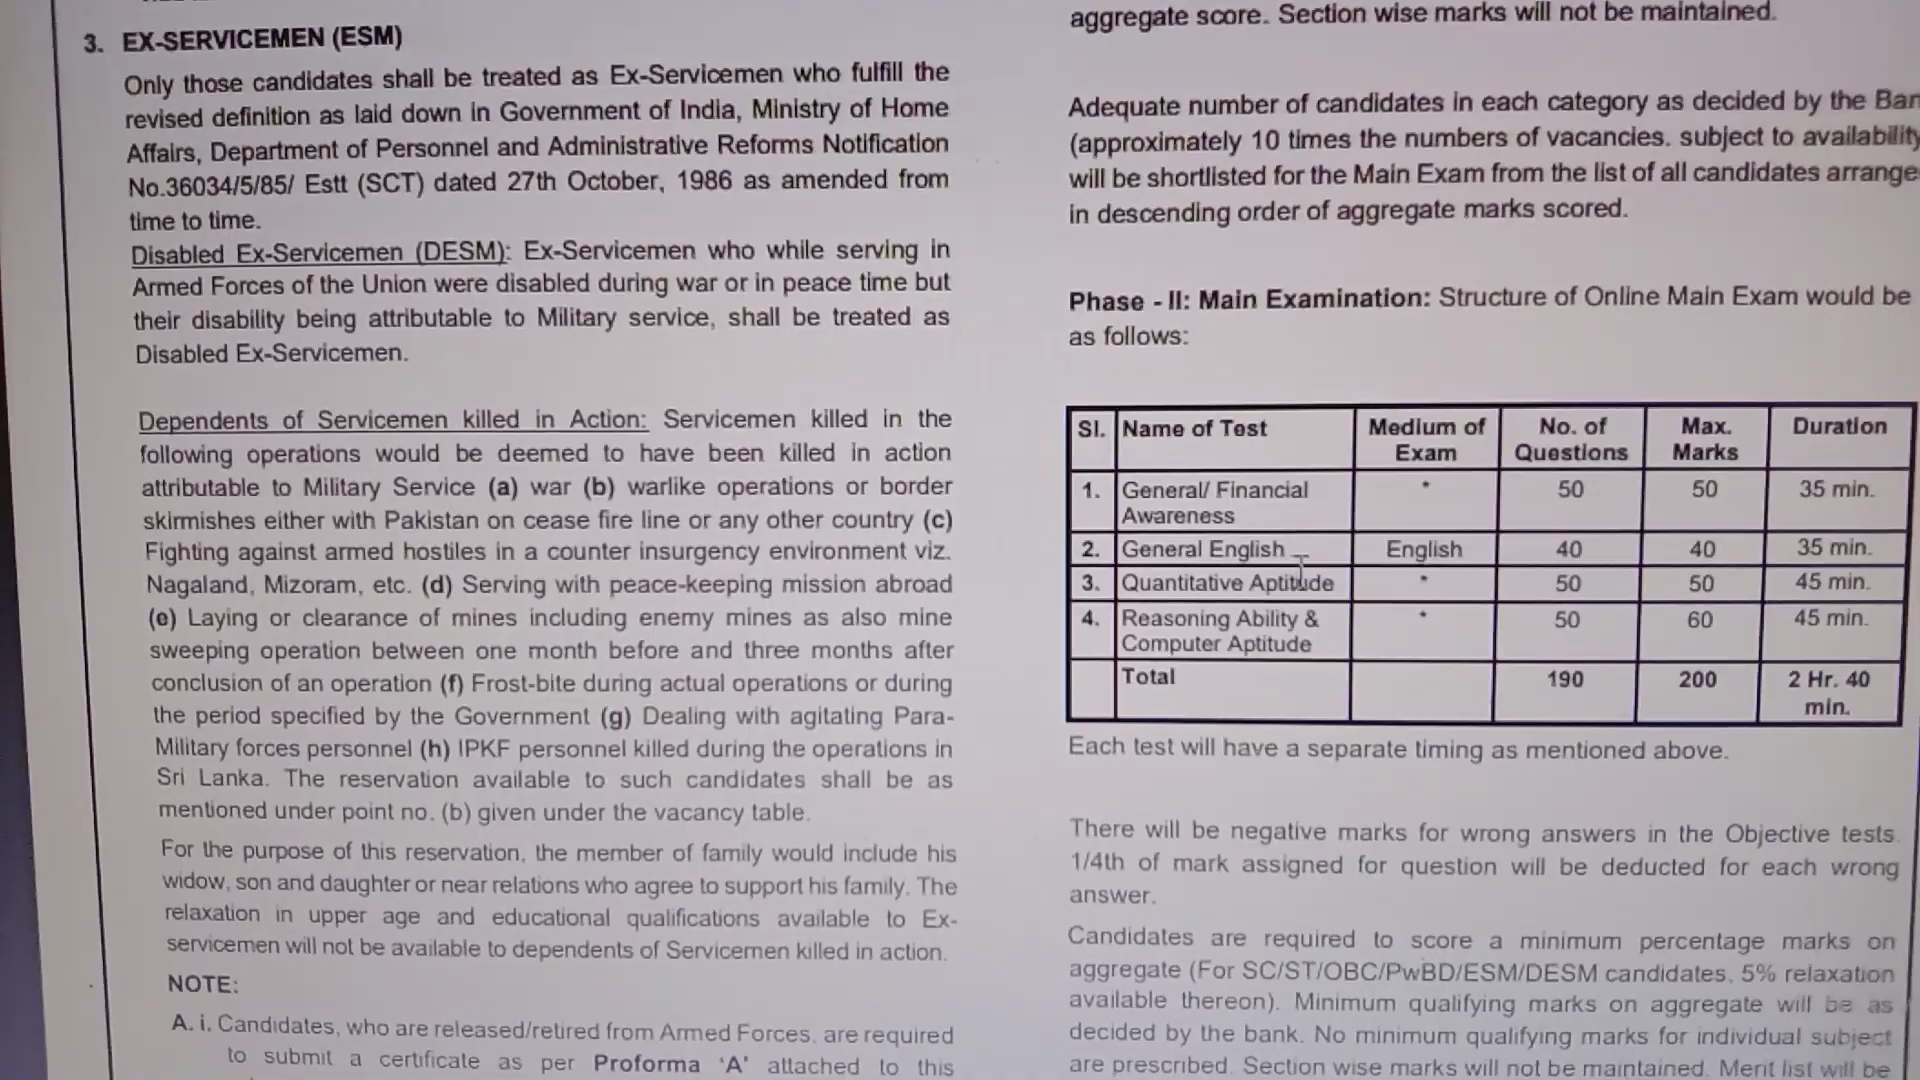 3. EX-SERVICEMEN (ESM)
Only those candidates shall be treated as Ex-Servicemen who fulfill the
revised definition as laid down in Government of India, Ministry of Home
Affairs, Department of Personnel and Administrative Reforms Notification
No.36034/5/85/ Estt (SCT) dated 27th October, 1986 as amended from
time to time.
Disabled Ex-Servicemen (DESM): Ex-Servicemen who while serving in
Armed Forces of the Union were disabled during war or in peace time but
their disability being attributable to Military service, shall be treated as
Disabled Ex-Servicemen.
Dependents of Servicemen killed in Action: Servicemen killed in the
following operations would be deemed to have been killed in action
attributable to Military Service (a) war (b) warlike operations or border
skirmishes either with Pakistan on cease fire line or any other country (c)
Fighting against armed hostiles in a counter insurgency environment viz.
Nagaland, Mizoram, etc. (d) Serving with peace-keeping mission abroad
(e) Laying or clearance of mines including enemy mines as also mine
sweeping operation between one month before and three months after
conclusion of an operation (f) Frost-bite during actual operations or during
the period specified by the Government (g) Dealing with agitating Para-
Military forces personnel (h) IPKF personnel killed during the operations in
Sri Lanka. The reservation available to such candidates shall be as
mentioned under point no. (b) given under the vacancy table.
For the purpose of this reservation, the member of family would include his
widow, son and daughter or near relations who agree to support his family. The
relaxation in upper age and educational qualifications available to Ex-
servicemen will not be available to dependents of Servicemen killed in action.
NOTE:
A. i. Candidates, who are released/retired from Armed Forces, are required
to submit a certificate as per Proforma 'A' attached to this
aggregate score. Section wise marks will not be maintained.
Adequate number of candidates in each category as decided by the
(approximately 10 times the numbers of vacancies. subject to availability
will be shortlisted for the Main Exam from the list of all candidates arrange
in descending order of aggregate marks scored.
Phase - II: Main Examination: Structure of Online Main Exam would be
as follows:
Sl. Name of Test Medium of Exam No. of Questions Max. Marks Duration
1. General/ Financial Awareness * 50 50 35 min.
2. General English English 40 40 35 min.
3. Quantitative Aptitude * 50 50 45 min.
4. Reasoning Ability & Computer Aptitude * 50 60 45 min.
Total 190 200 2 Hr. 40 min.
Each test will have a separate timing as mentioned above.
There will be negative marks for wrong answers in the Objective tests.
1/4th of mark assigned for question will be deducted for each wrong
answer.
Candidates are required to score a minimum percentage marks on
aggregate (For SC/ST/OBC/PwBD/ESM/DESM candidates, 5% relaxation
available thereon). Minimum qualifying marks on aggregate will be as
decided by the bank. No minimum qualifying marks for individual subject
are prescribed. Section wise marks will not be maintained. Merit list will be